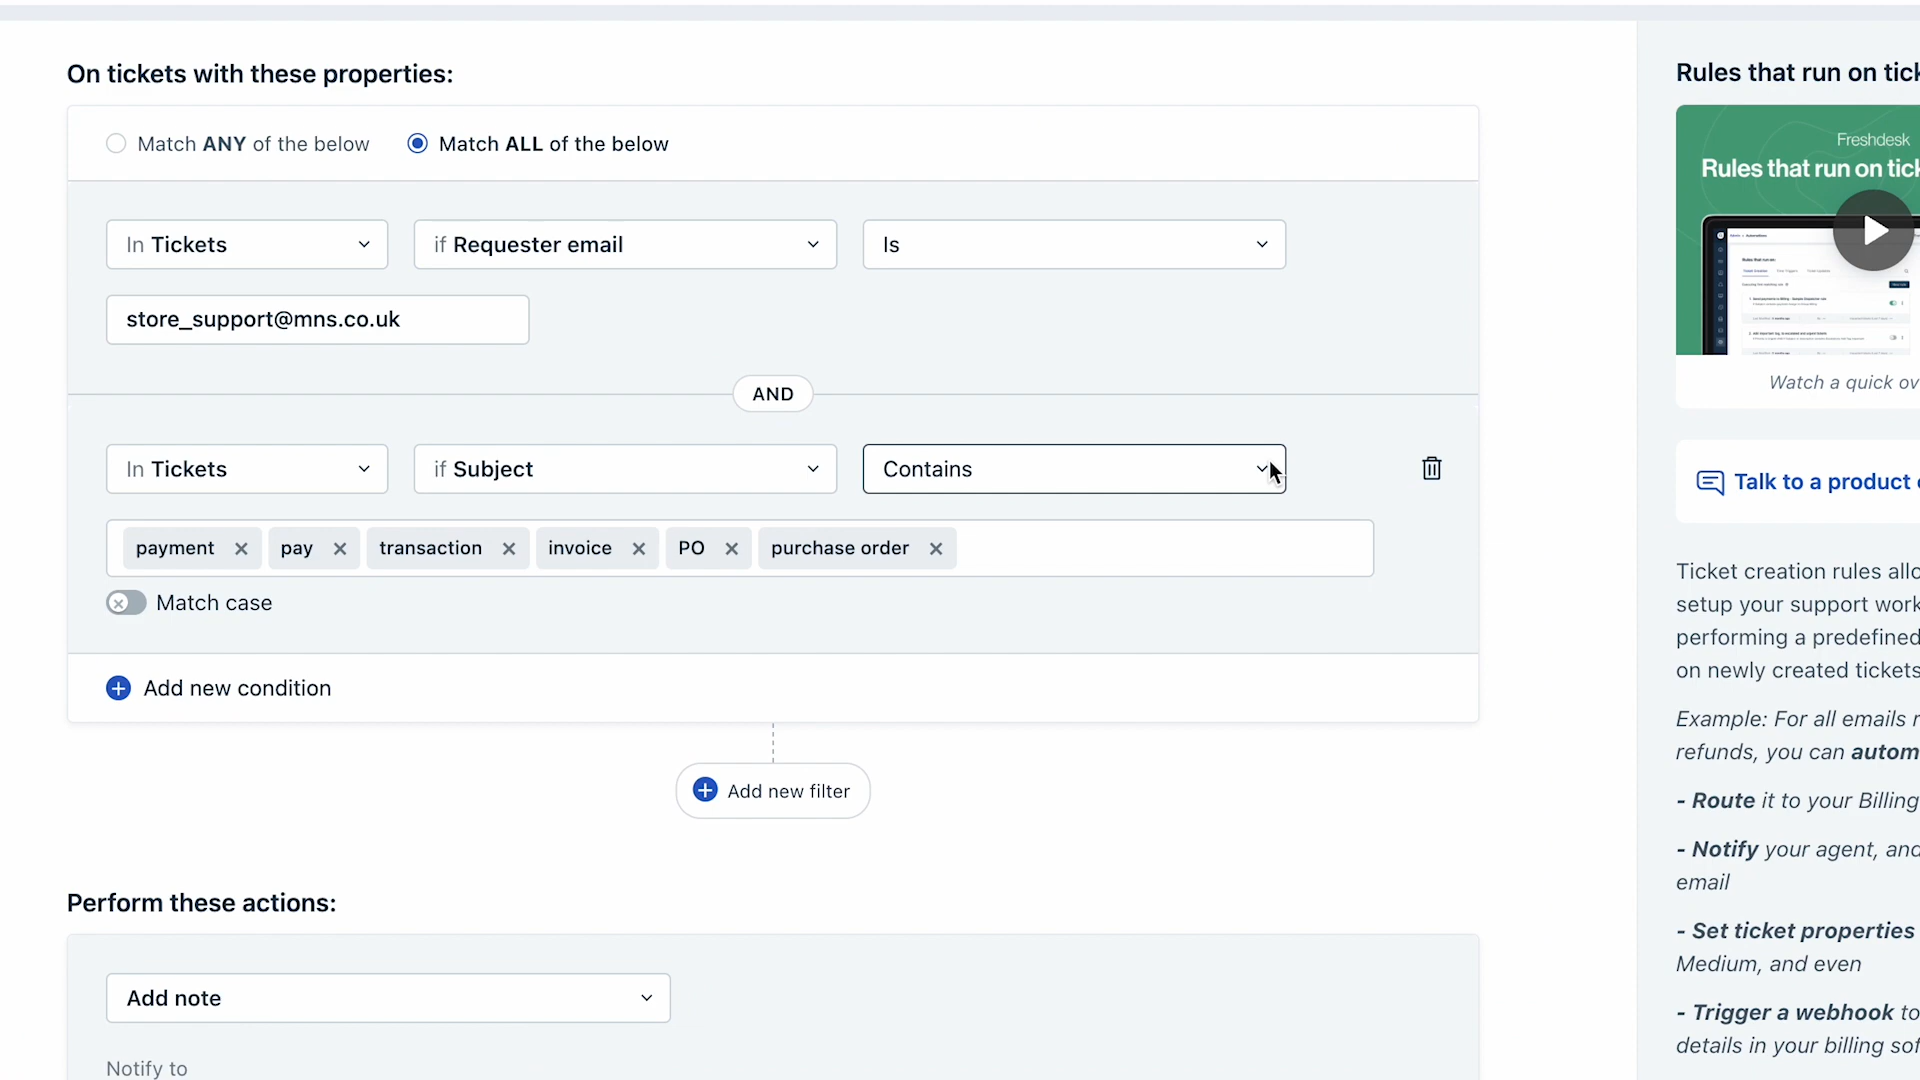 On tickets with these properties:
Match ANY of the below
Match ALL of the below
In Tickets
if Requester email
Is
store_support@mns.co.uk
AND
In Tickets
if Subject
Contains
payment
pay
transaction
invoice
PO
purchase order
Match case
Add new condition
Add new filter
Perform these actions:
Add note
Notify to
Rules that run on tick
Freshdesk
Rules that run on tick
Watch a quick ov
Talk to a product
Ticket creation rules allo
setup your support work
performing a predefined
on newly created tickets
Example: For all emails
refunds, you can autom
- Route it to your Billing
- Notify your agent, and
email
- Set ticket properties
Medium, and even
- Trigger a webhook to
details in your billing sof